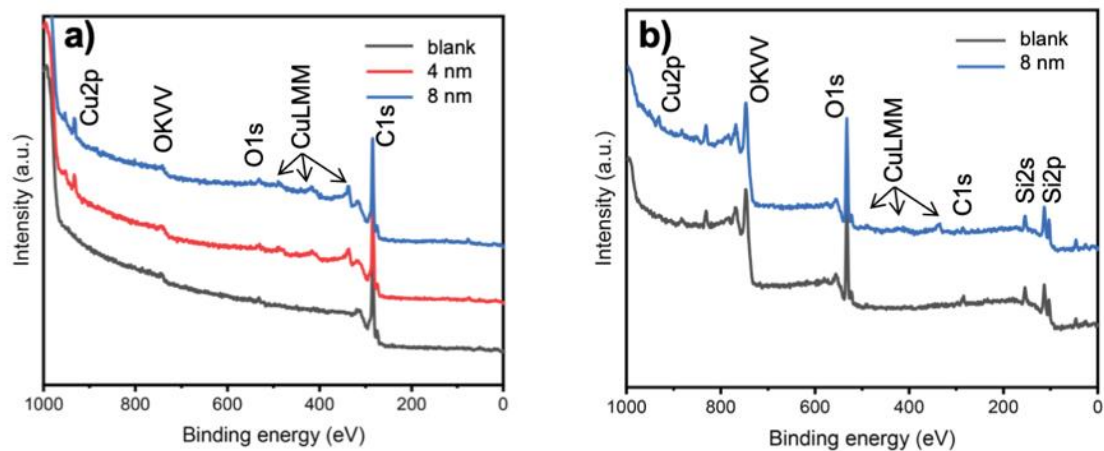 a)
blank
4 nm
8 nm
Cu2p
OKVV
O1s
CuLMM
C1s
Intensity (a.u.)
1000 800 600 400 200 0
Binding energy (eV)
b)
blank
8 nm
Cu2p
OKVV
O1s
CuLMM
C1s
Si2s
Si2p
Intensity (a.u.)
1000 800 600 400 200 0
Binding energy (eV)